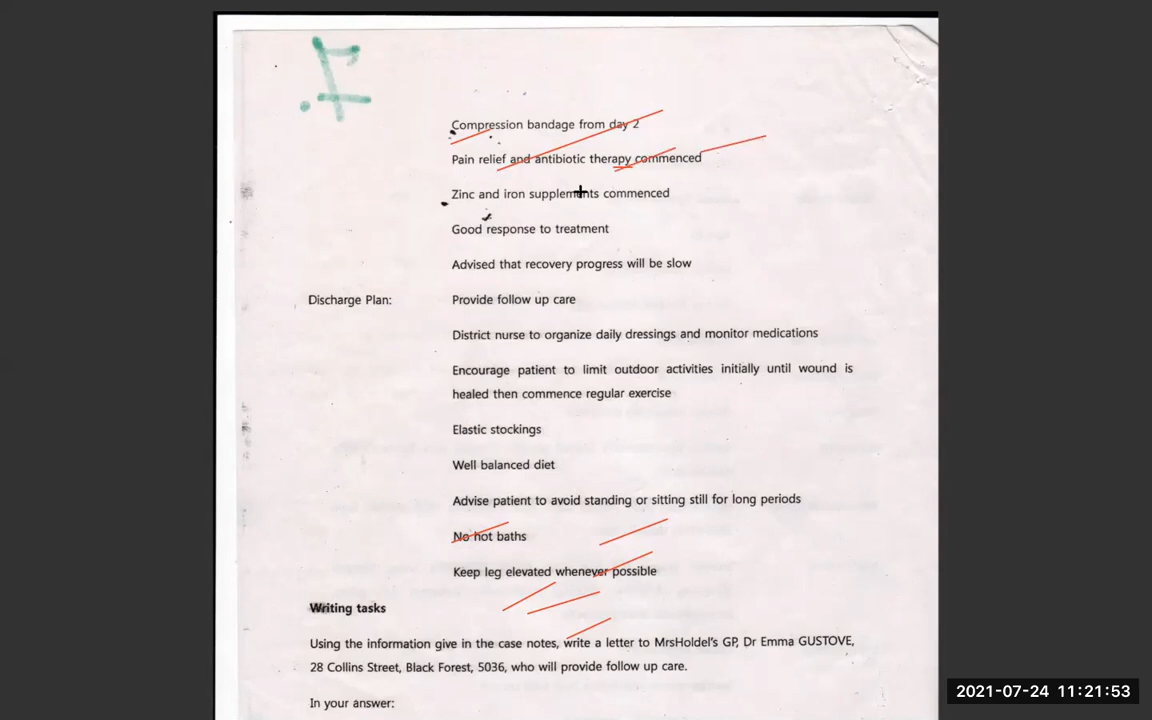 Compression bandage from day 2
Pain relief and antibiotic therapy commenced
Zinc and iron supplements commenced
Good response to treatment
Advised that recovery progress will be slow
Discharge Plan: Provide follow up care
District nurse to organize daily dressings and monitor medications
Encourage patient to limit outdoor activities initially until wound is
healed then commence regular exercise
Elastic stockings
Well balanced diet
Advise patient to avoid standing or sitting still for long periods
No hot baths
Keep leg elevated whenever possible
Writing tasks
Using the information give in the case notes, write a letter to MrsHoldel's GP, Dr Emma GUSTOVE,
28 Collins Street, Black Forest, 5036, who will provide follow up care.
In your answer:
2021-07-24 11:21:53